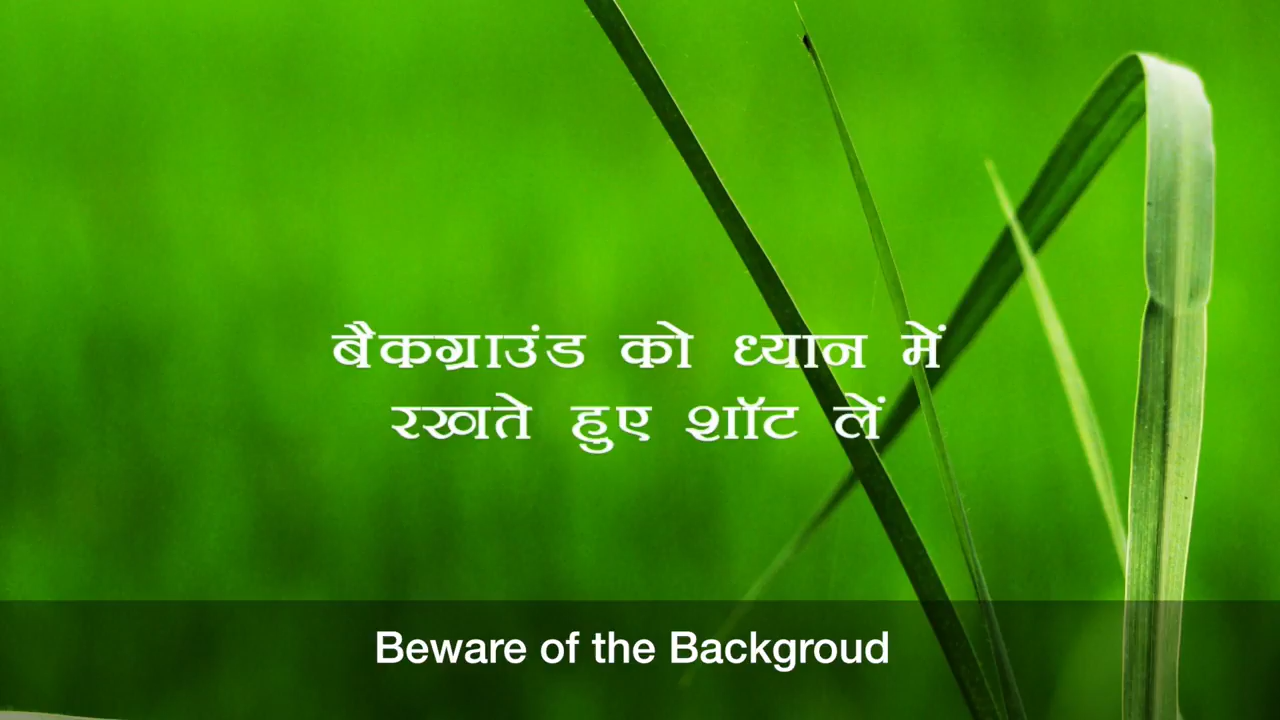 बैकग्राउंड को ध्यान में
रखते हुए शॉट लें
Beware of the Backgroud